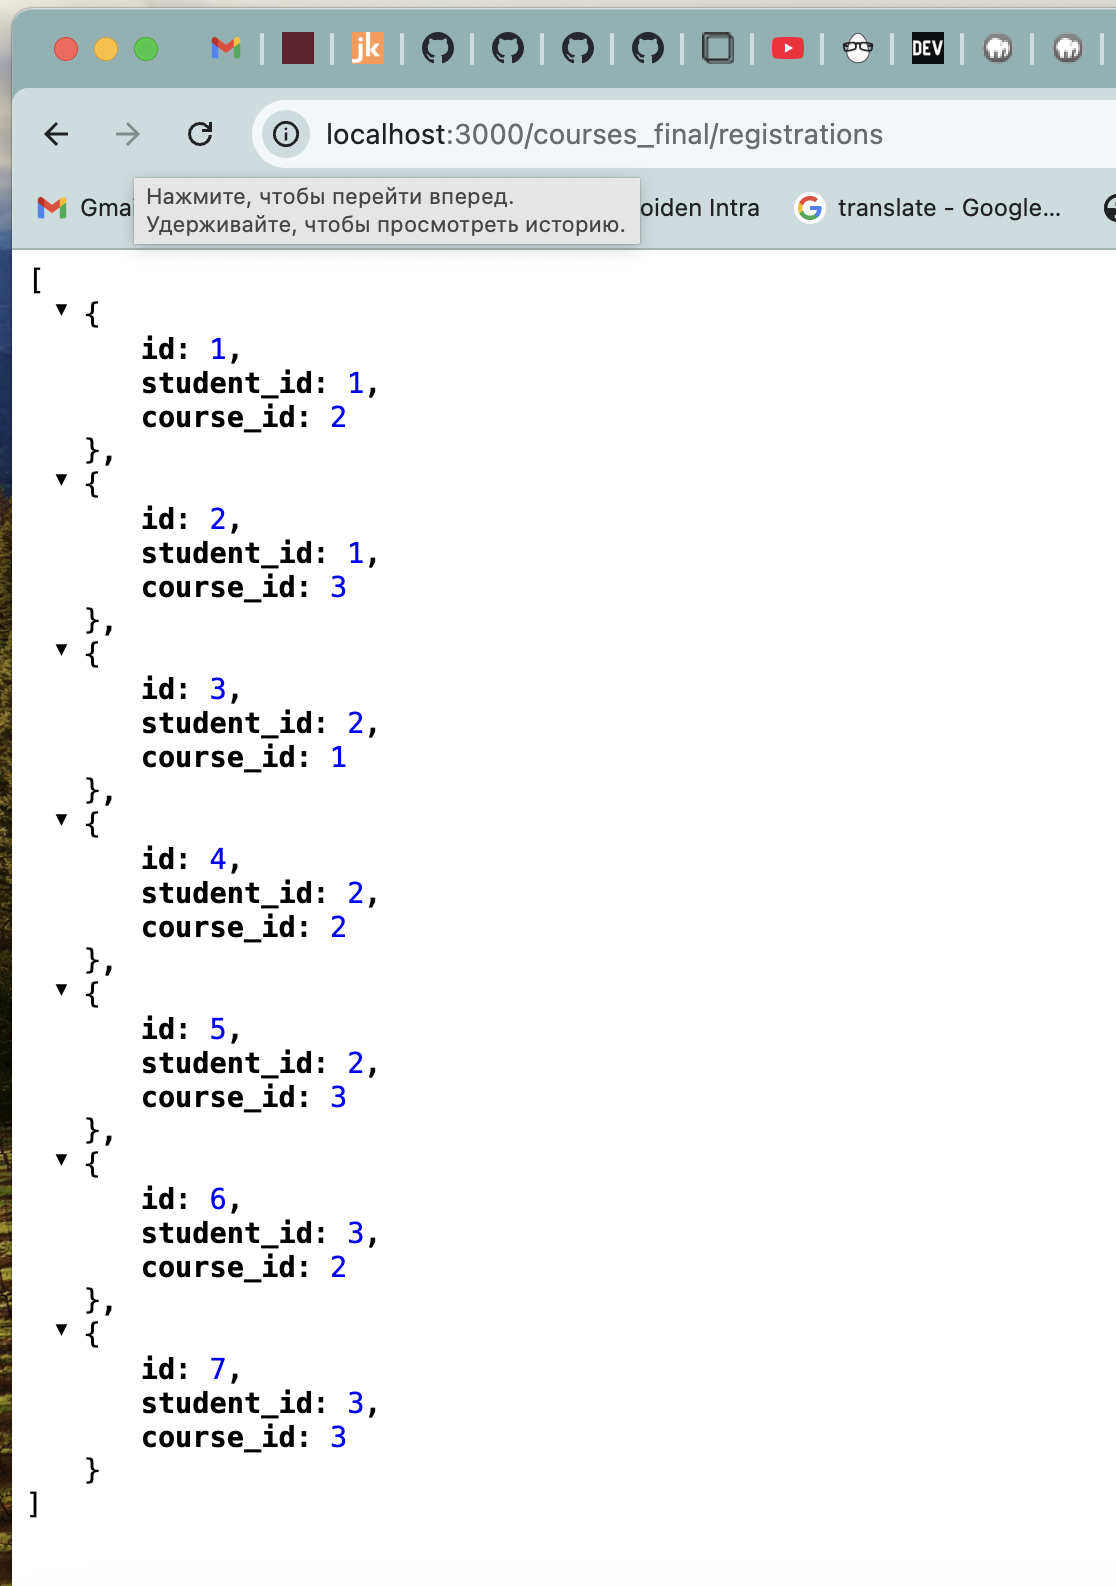 jk
DEV
localhost:3000/courses_final/registrations
Gma
Нажмите, чтобы перейти вперед.
Удерживайте, чтобы просмотреть историю.
oiden Intra
translate - Google...
[
{
id: 1,
student_id: 1,
course_id: 2
},
{
id: 2,
student_id: 1,
course_id: 3
},
{
id: 3,
student_id: 2,
course_id: 1
},
{
id: 4,
student_id: 2,
course_id: 2
},
{
id: 5,
student_id: 2,
course_id: 3
},
{
id: 6,
student_id: 3,
course_id: 2
},
{
id: 7,
student_id: 3,
course_id: 3
}
]